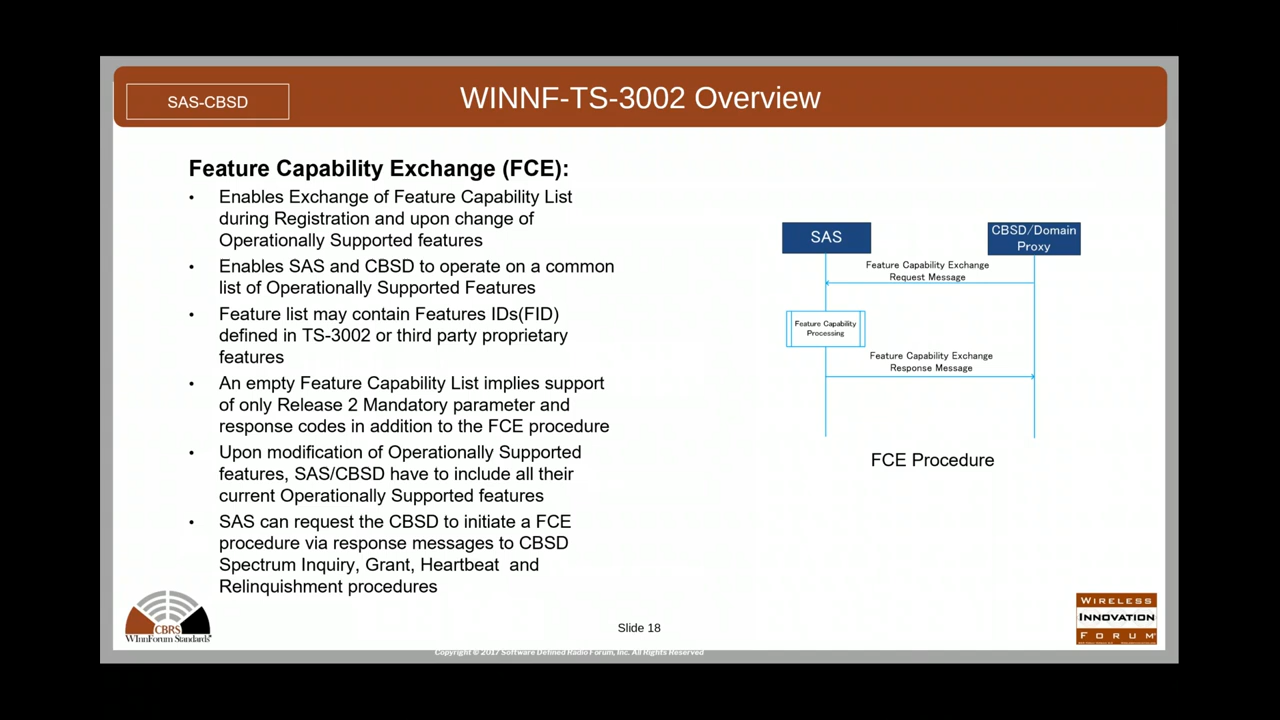 SAS-CBSD
WINNF-TS-3002 Overview
Feature Capability Exchange (FCE):
• Enables Exchange of Feature Capability List
during Registration and upon change of
Operationally Supported features
• Enables SAS and CBSD to operate on a common
list of Operationally Supported Features
• Feature list may contain Features IDs(FID)
defined in TS-3002 or third party proprietary
features
• An empty Feature Capability List implies support
of only Release 2 Mandatory parameter and
response codes in addition to the FCE procedure
• Upon modification of Operationally Supported
features, SAS/CBSD have to include all their
current Operationally Supported features
• SAS can request the CBSD to initiate a FCE
procedure via response messages to CBSD
Spectrum Inquiry, Grant, Heartbeat and
Relinquishment procedures
SAS
CBSD/Domain
Proxy
Feature Capability Exchange
Request Message
Feature Capability
Processing
Feature Capability Exchange
Response Message
FCE Procedure
CBRS
WInnForum Standards
Slide 18
WIRELESS
INNOVATION
FORUM
Copyright © 2017 Software Defined Radio Forum, Inc. All Rights Reserved